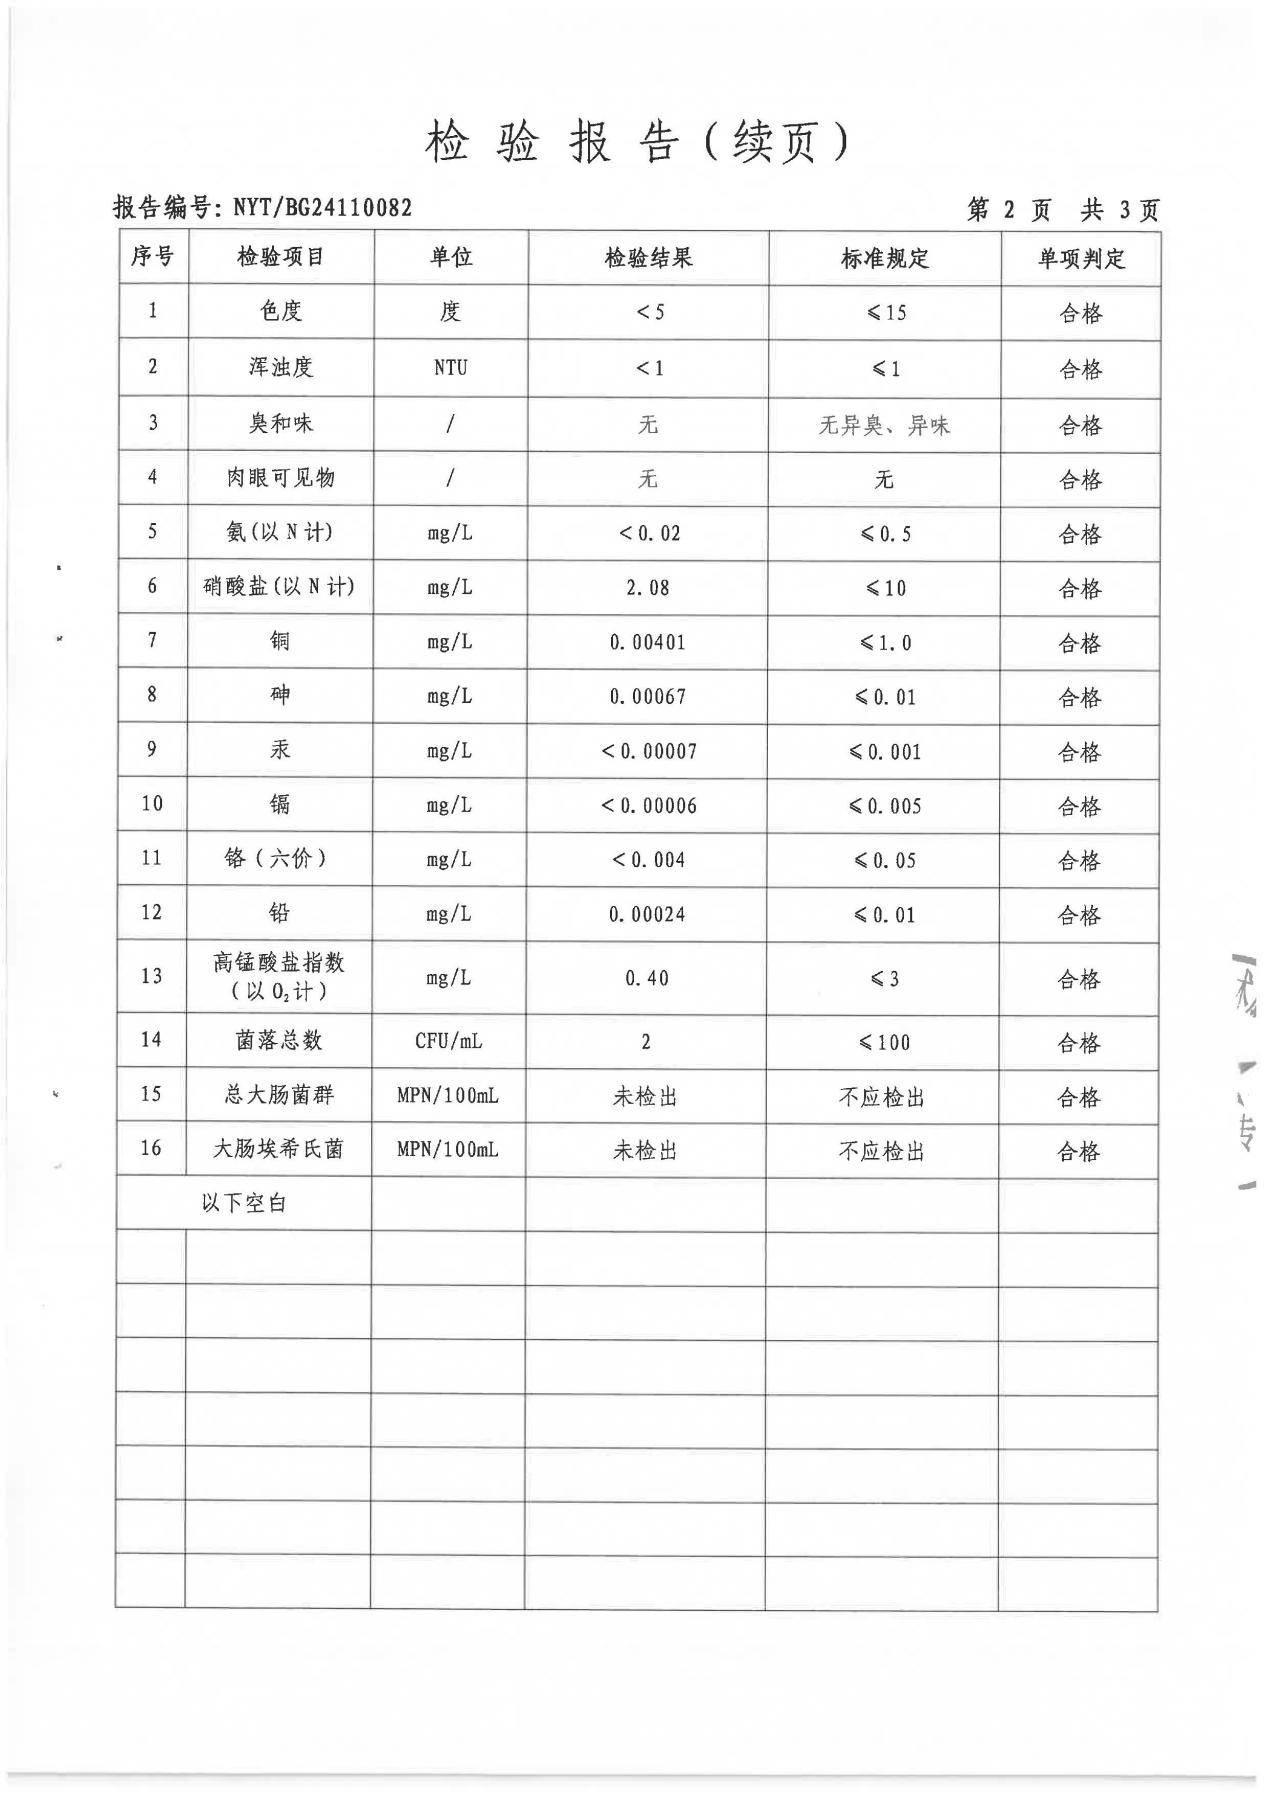 检验报告(续页)
报告编号: NYT/BG24110082 第 2 页 共 3 页
序号 检验项目 单位 检验结果 标准规定 单项判定
1 色度 度 <5 ≤15 合格
2 浑浊度 NTU <1 ≤1 合格
3 臭和味 / 无 无异臭、异味 合格
4 肉眼可见物 / 无 无 合格
5 氨(以 N 计) mg/L <0.02 ≤0.5 合格
6 硝酸盐(以 N 计) mg/L 2.08 ≤10 合格
7 铜 mg/L 0.00401 ≤1.0 合格
8 砷 mg/L 0.00067 ≤0.01 合格
9 汞 mg/L <0.00007 ≤0.001 合格
10 镉 mg/L <0.00006 ≤0.005 合格
11 铬(六价) mg/L <0.004 ≤0.05 合格
12 铅 mg/L 0.00024 ≤0.01 合格
13 高锰酸盐指数 mg/L 0.40 ≤3 合格
(以 O₂计)
14 菌落总数 CFU/mL 2 ≤100 合格
15 总大肠菌群 MPN/100mL 未检出 不应检出 合格
16 大肠埃希氏菌 MPN/100mL 未检出 不应检出 合格
以下空白
专